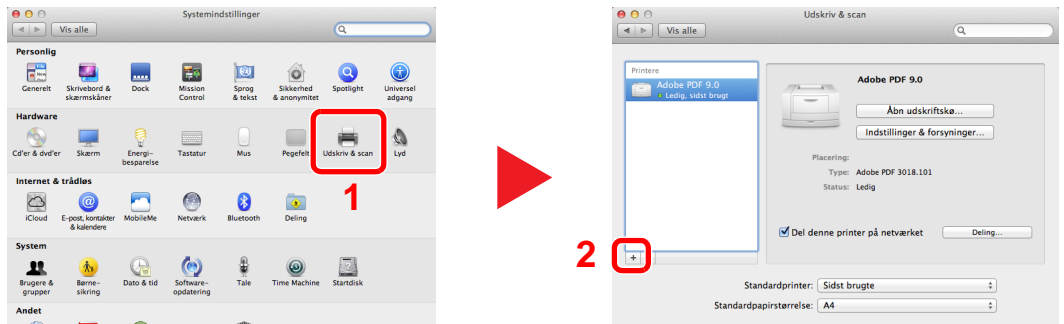 Systemindstillinger
Vis alle
Personlig
Generelt
Skrivebord & skærmskåner
Dock
Mission Control
Sprog & tekst
Sikkerhed & anonymitet
Spotlight
Universel adgang
Hardware
Cd'er & dvd'er
Skærm
Energi-besparelse
Tastatur
Mus
Pegefelt
Udskriv & scan
Lyd
1
Internet & trådløs
iCloud
E-post, kontakter & kalendere
MobileMe
Netværk
Bluetooth
Deling
System
Brugere & grupper
Børne-sikring
Dato & tid
Software-opdatering
Tale
Time Machine
Startdisk
Andet
Udskriv & scan
Vis alle
Printere
Adobe PDF 9.0
Ledig, sidst brugt
Adobe PDF 9.0
Åbn udskriftskø...
Indstillinger & forsyninger...
Placering:
Type: Adobe PDF 3018.101
Status: Ledig
Del denne printer på netværket
Deling...
2
+
Standardprinter: Sidst brugte
Standardpapirstørrelse: A4